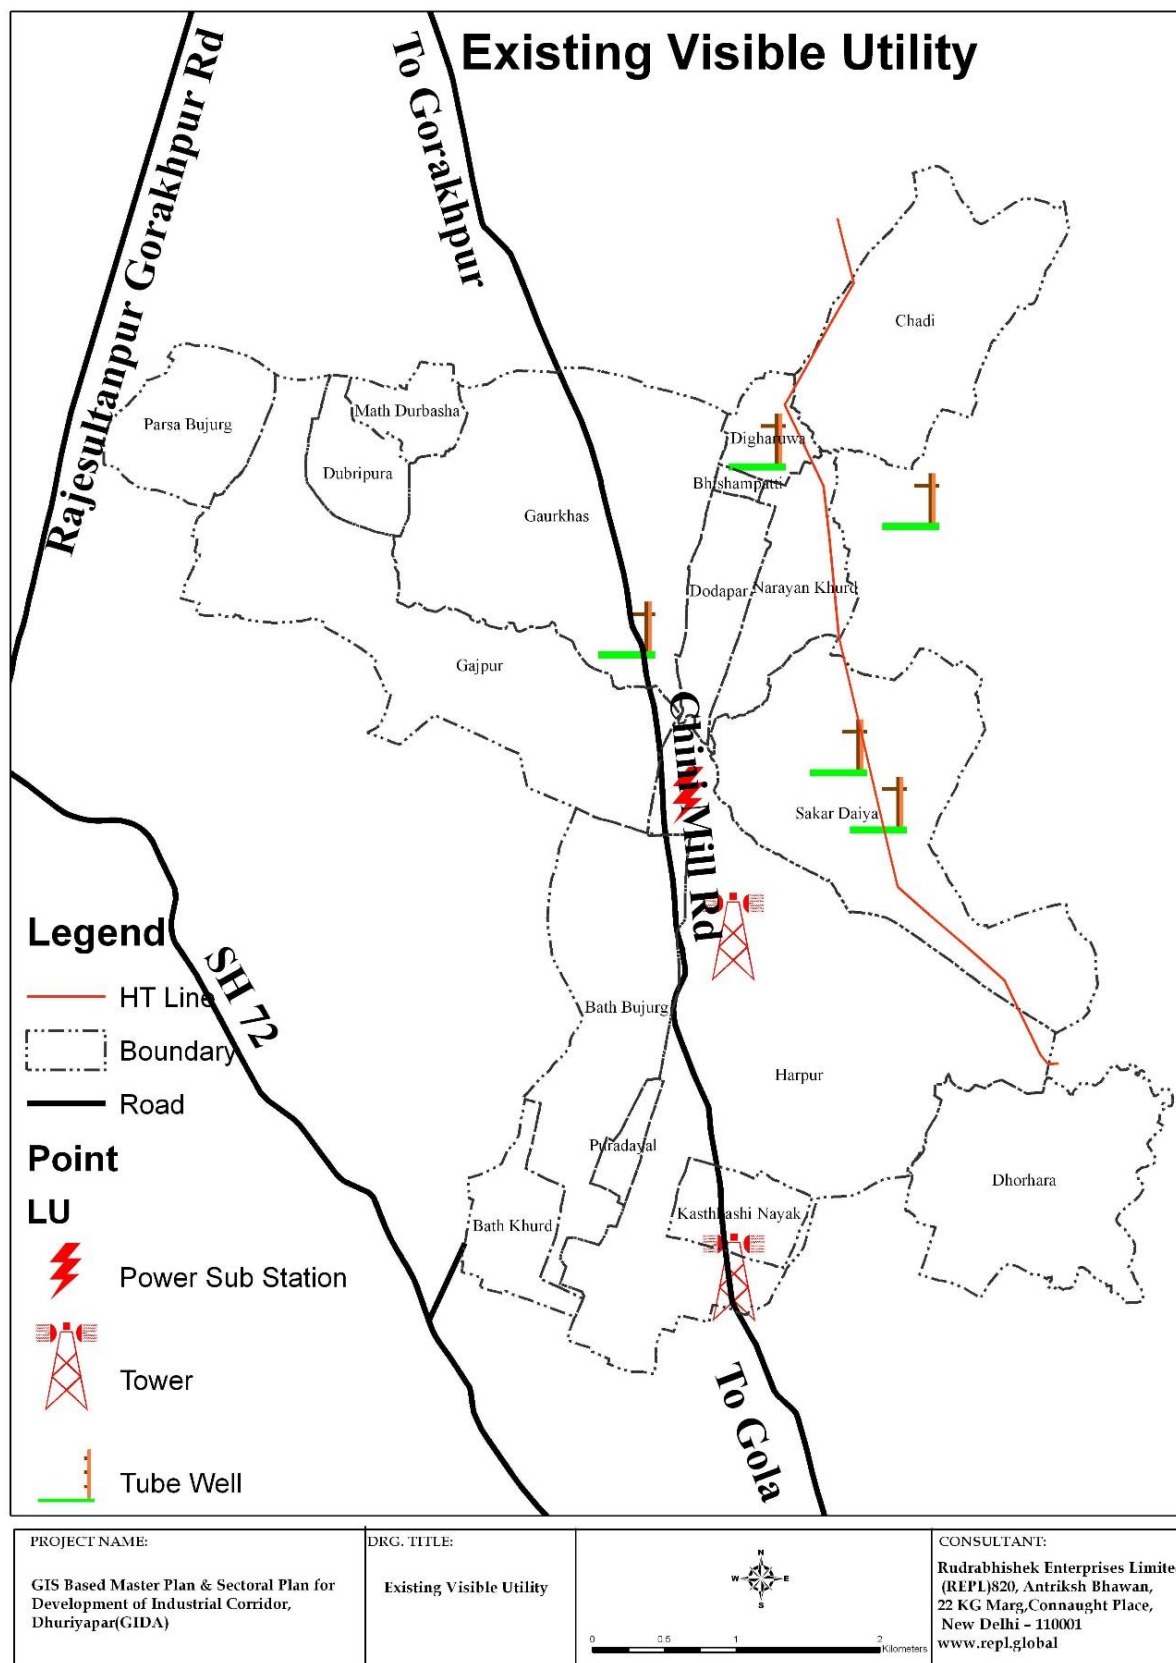 Existing Visible Utility
Rajesultanpur Gorakhpur Rd
To Gorakhpur
Chadi
Math Durbasha
Parsa Bujurg
Digharuwa
Dubripura
Bhishampatti
Gaurkhas
Dodapar
Narayan Khurd
Gajpur
Chini Mill Rd
Sakar Daiya
Legend
SH 72
HT Line
Bath Bujurg
Boundary
Harpur
Road
Point
LU
Puradayal
Dhorhara
Kasthkashi Nayak
Bath Khurd
Power Sub Station
Tower
To Gola
Tube Well
PROJECT NAME:
GIS Based Master Plan & Sectoral Plan for
Development of Industrial Corridor,
Dhuriyapar(GIDA)
DRG. TITLE:
Existing Visible Utility
N
W E
S
0 0.5 1 2
Kilometers
CONSULTANT:
Rudrabhishek Enterprises Limite
(REPL)820, Antriksh Bhawan,
22 KG Marg,Connaught Place,
New Delhi – 110001
www.repl.global